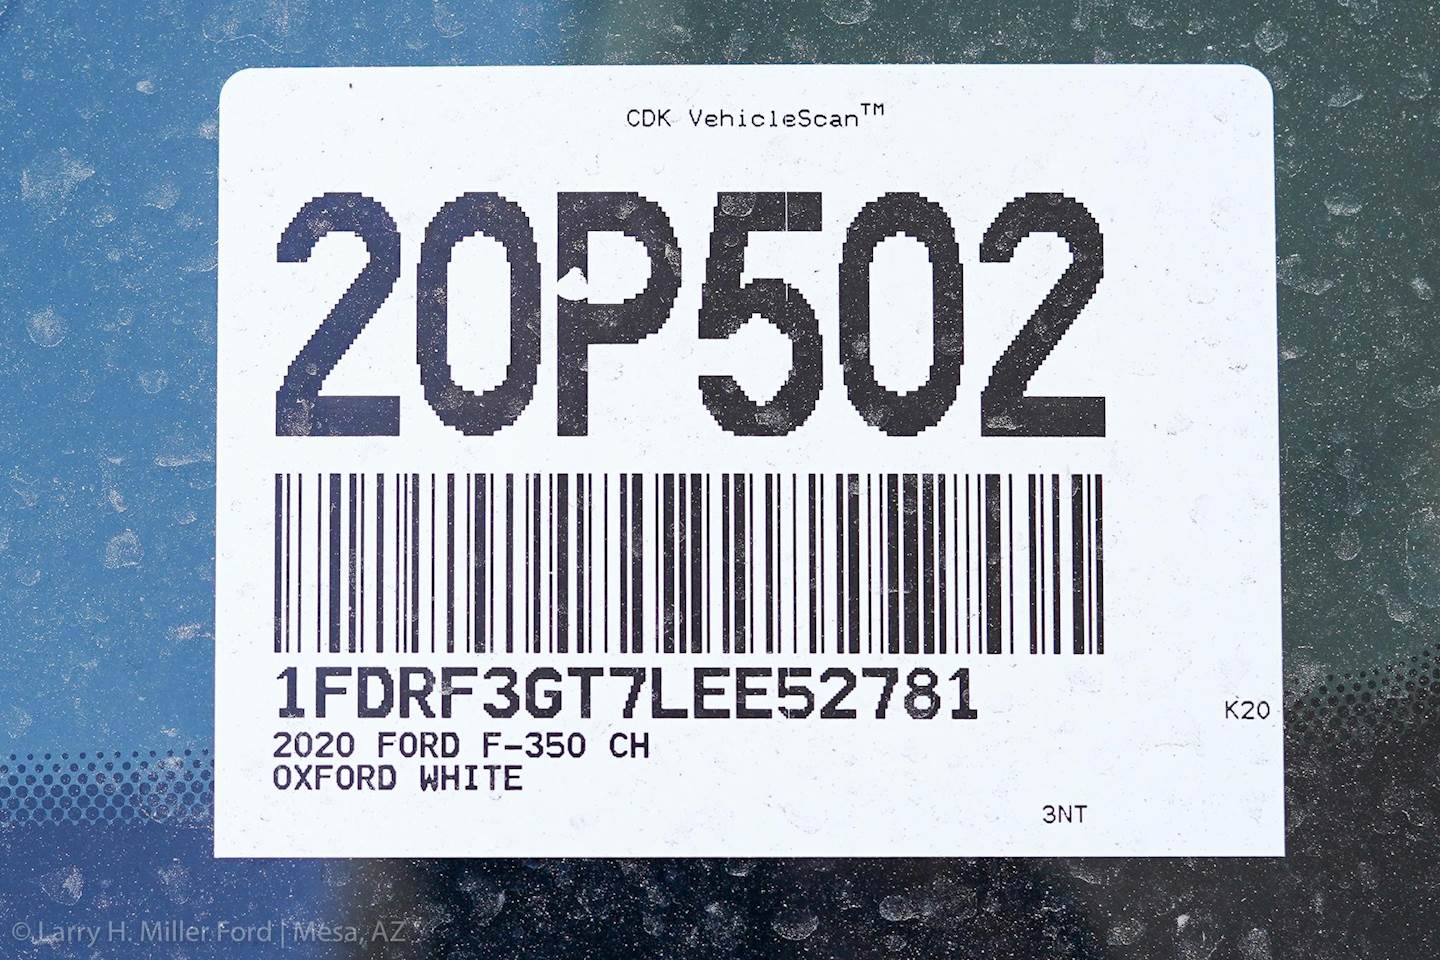 CDK VehicleScan™
20P502
1FDRF3GT7LEE52781
2020 FORD F-350 CH
OXFORD WHITE
K20
3NT
© Larry H. Miller Ford | Mesa, AZ